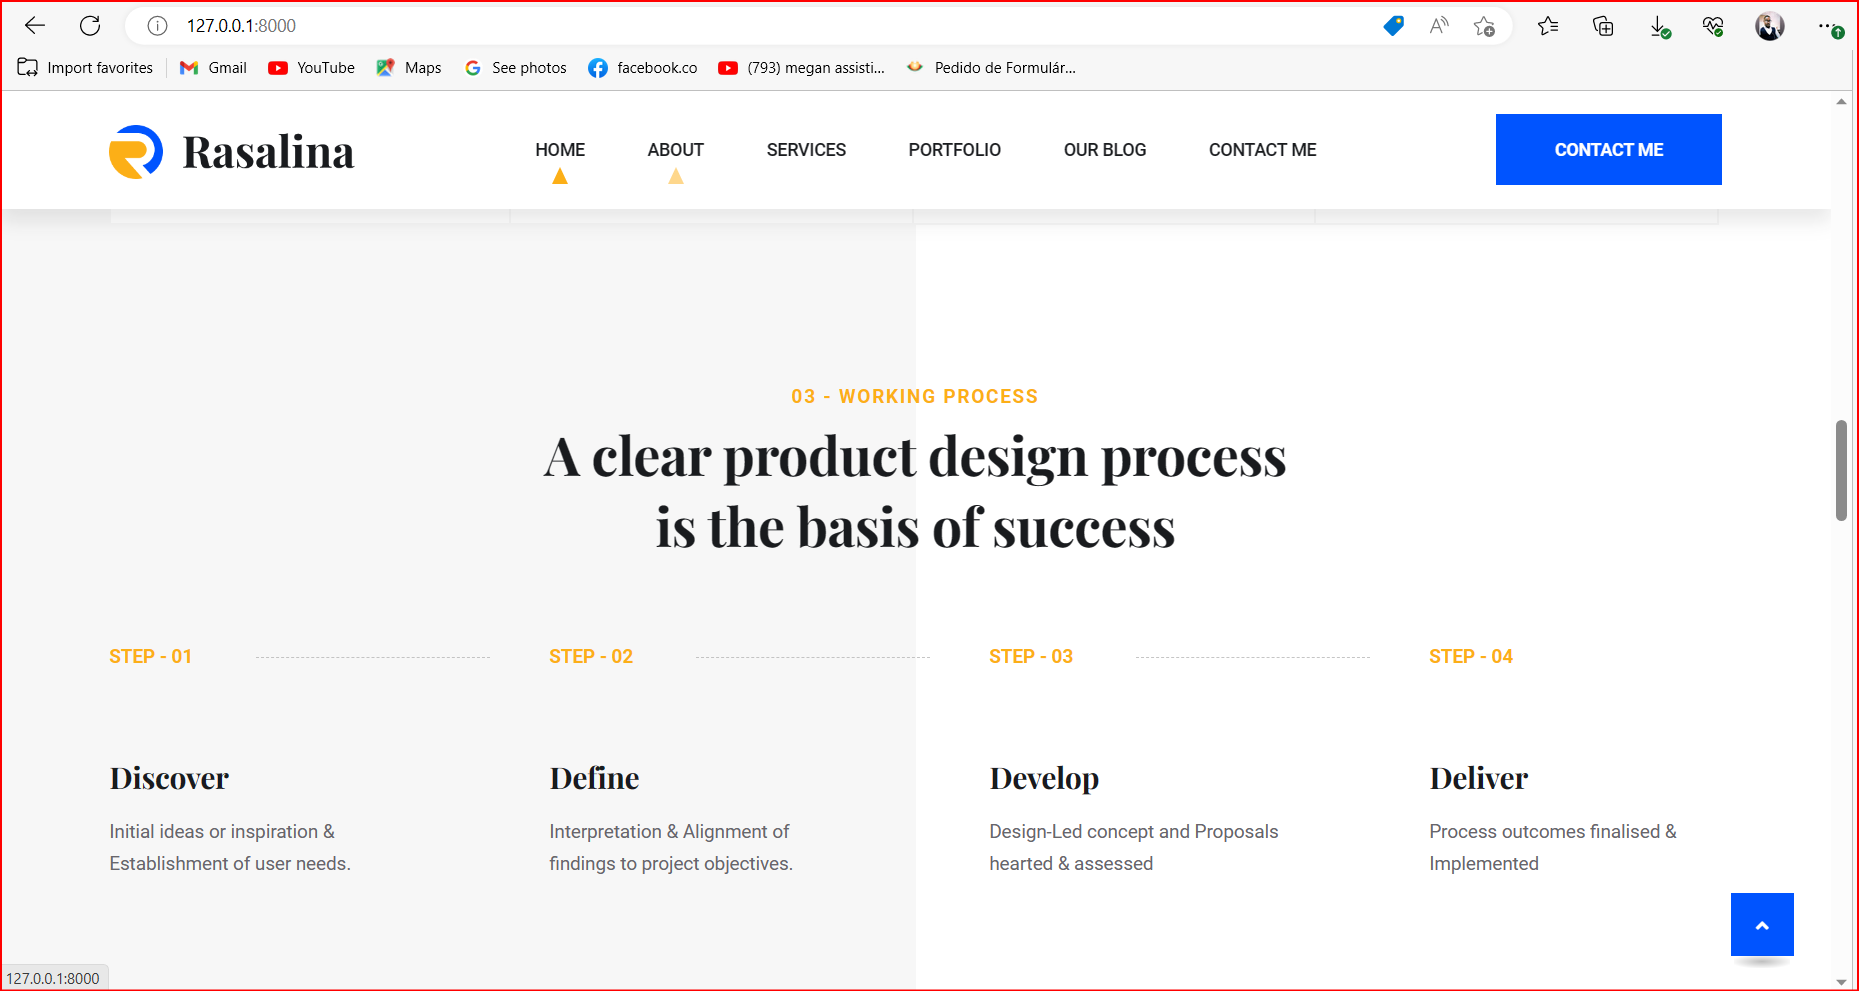 127.0.0.1:8000
Import favorites Gmail YouTube Maps See photos facebook.co (793) megan assisti... Pedido de Formulár...
Rasalina HOME ABOUT SERVICES PORTFOLIO OUR BLOG CONTACT ME CONTACT ME
03 - WORKING PROCESS
A clear product design process
is the basis of success
STEP - 01 STEP - 02 STEP - 03 STEP - 04
Discover
Initial ideas or inspiration &
Establishment of user needs.
Define
Interpretation & Alignment of
findings to project objectives.
Develop
Design-Led concept and Proposals
hearted & assessed
Deliver
Process outcomes finalised &
Implemented
127.0.0.1:8000